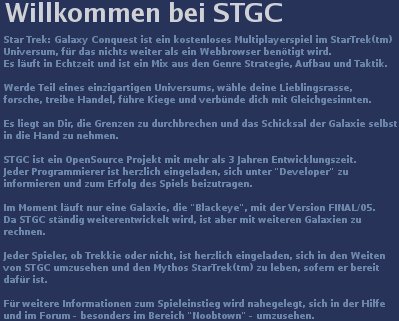 Willkommen bei STGC
Star Trek: Galaxy Conquest ist ein kostenloses Multiplayerspiel im StarTrek(tm)
Universum, für das nichts weiter als ein Webbrowser benötigt wird.
Es läuft in Echtzeit und ist ein Mix aus den Genre Strategie, Aufbau und Taktik.
Werde Teil eines einzigartigen Universums, wähle deine Lieblingsrasse,
forsche, treibe Handel, führe Kiege und verbünde dich mit Gleichgesinnten.
Es liegt an Dir, die Grenzen zu durchbrechen und das Schicksal der Galaxie selbst
in die Hand zu nehmen.
STGC ist ein OpenSource Projekt mit mehr als 3 Jahren Entwicklungszeit.
Jeder Programmierer ist herzlich eingeladen, sich unter "Developer" zu
informieren und zum Erfolg des Spiels beizutragen.
Im Moment läuft nur eine Galaxie, die "Blackeye", mit der Version FINAL/05.
Da STGC ständig weiterentwickelt wird, ist aber mit weiteren Galaxien zu
rechnen.
Jeder Spieler, ob Trekkie oder nicht, ist herzlich eingeladen, sich in den Weiten
von STGC umzusehen und den Mythos StarTrek(tm) zu leben, sofern er bereit
dafür ist.
Für weitere Informationen zum Spieleinstieg wird nahegelegt, sich in der Hilfe
und im Forum - besonders im Bereich "Noobtown" - umzusehen.